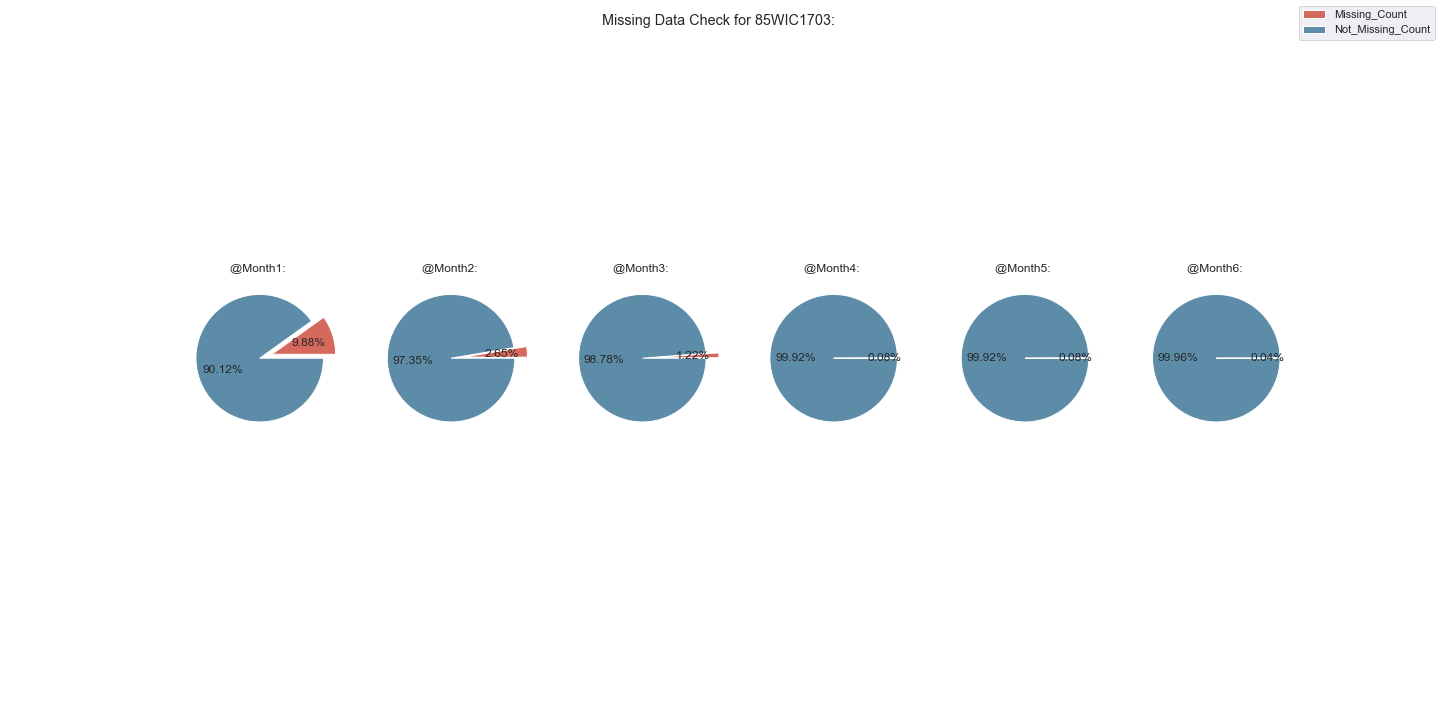 Missing Data Check for 85WIC1703:
Missing_Count
Not_Missing_Count
@Month1:
9.88%
90.12%
@Month2:
2.65%
97.35%
@Month3:
1.22%
98.78%
@Month4:
99.92%
0.08%
@Month5:
99.92%
0.08%
@Month6:
99.96%
0.04%